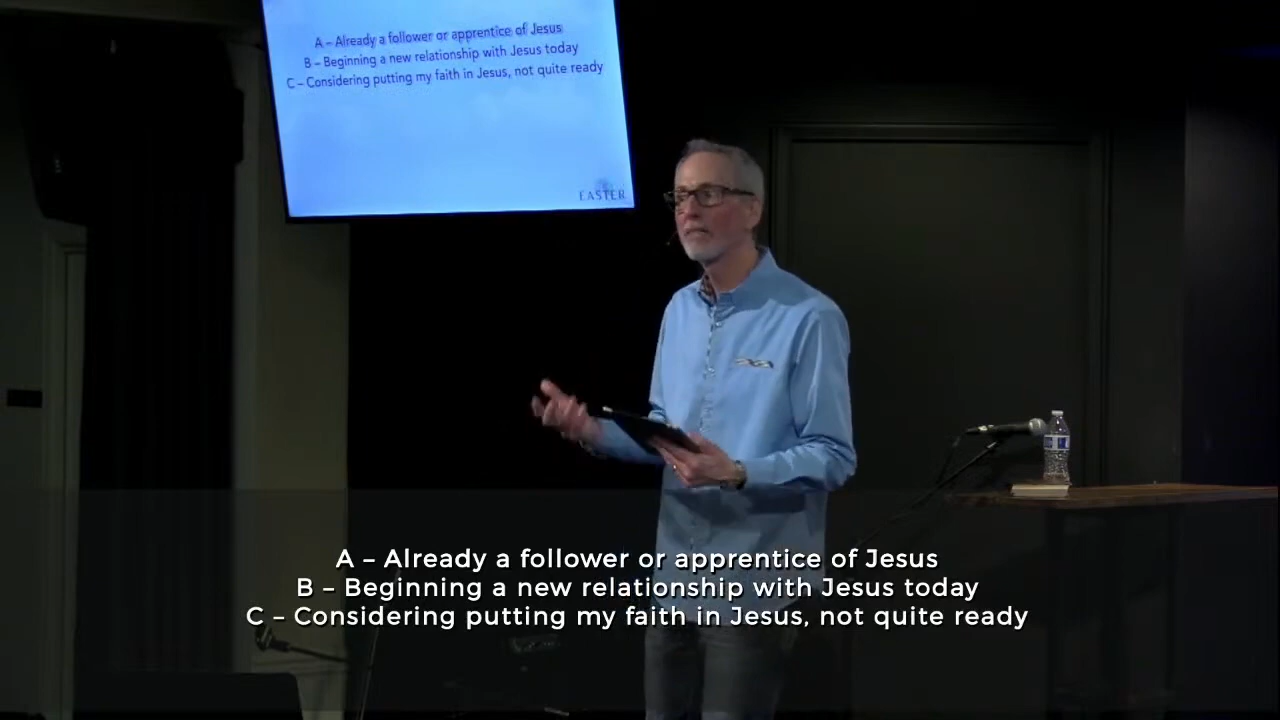 A – Already a follower or apprentice of Jesus
B – Beginning a new relationship with Jesus today
C – Considering putting my faith in Jesus, not quite ready
EASTER
A – Already a follower or apprentice of Jesus
B – Beginning a new relationship with Jesus today
C – Considering putting my faith in Jesus, not quite ready